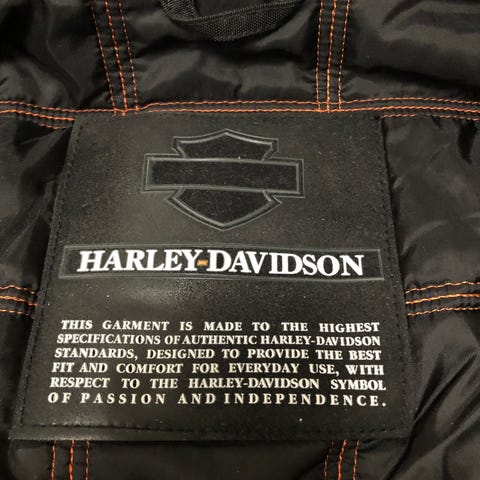 HARLEY-DAVIDSON
THIS GARMENT IS MADE TO THE HIGHEST
SPECIFICATIONS OF AUTHENTIC HARLEY-DAVIDSON
STANDARDS, DESIGNED TO PROVIDE THE BEST
FIT AND COMFORT FOR EVERYDAY USE, WITH
RESPECT TO THE HARLEY-DAVIDSON SYMBOL
OF PASSION AND INDEPENDENCE.